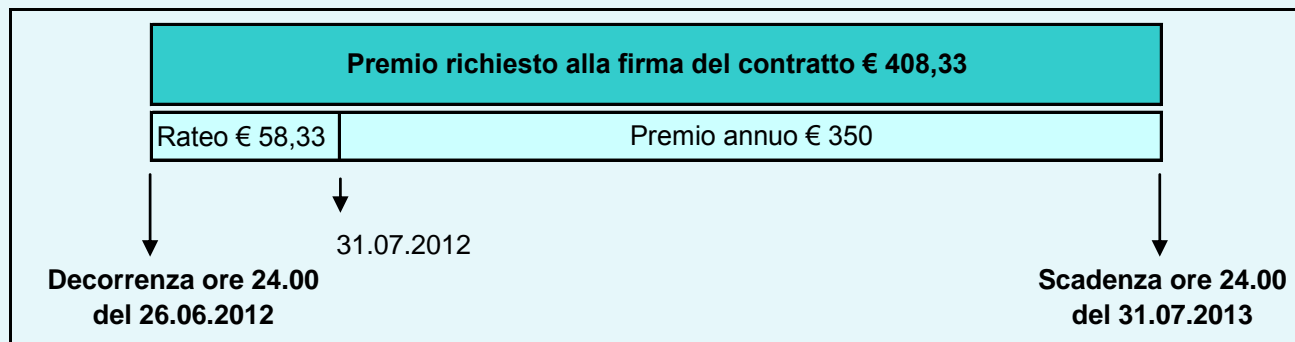 Premio richiesto alla firma del contratto € 408,33
Rateo € 58,33
Premio annuo € 350
31.07.2012
Decorrenza ore 24.00
del 26.06.2012
Scadenza ore 24.00
del 31.07.2013